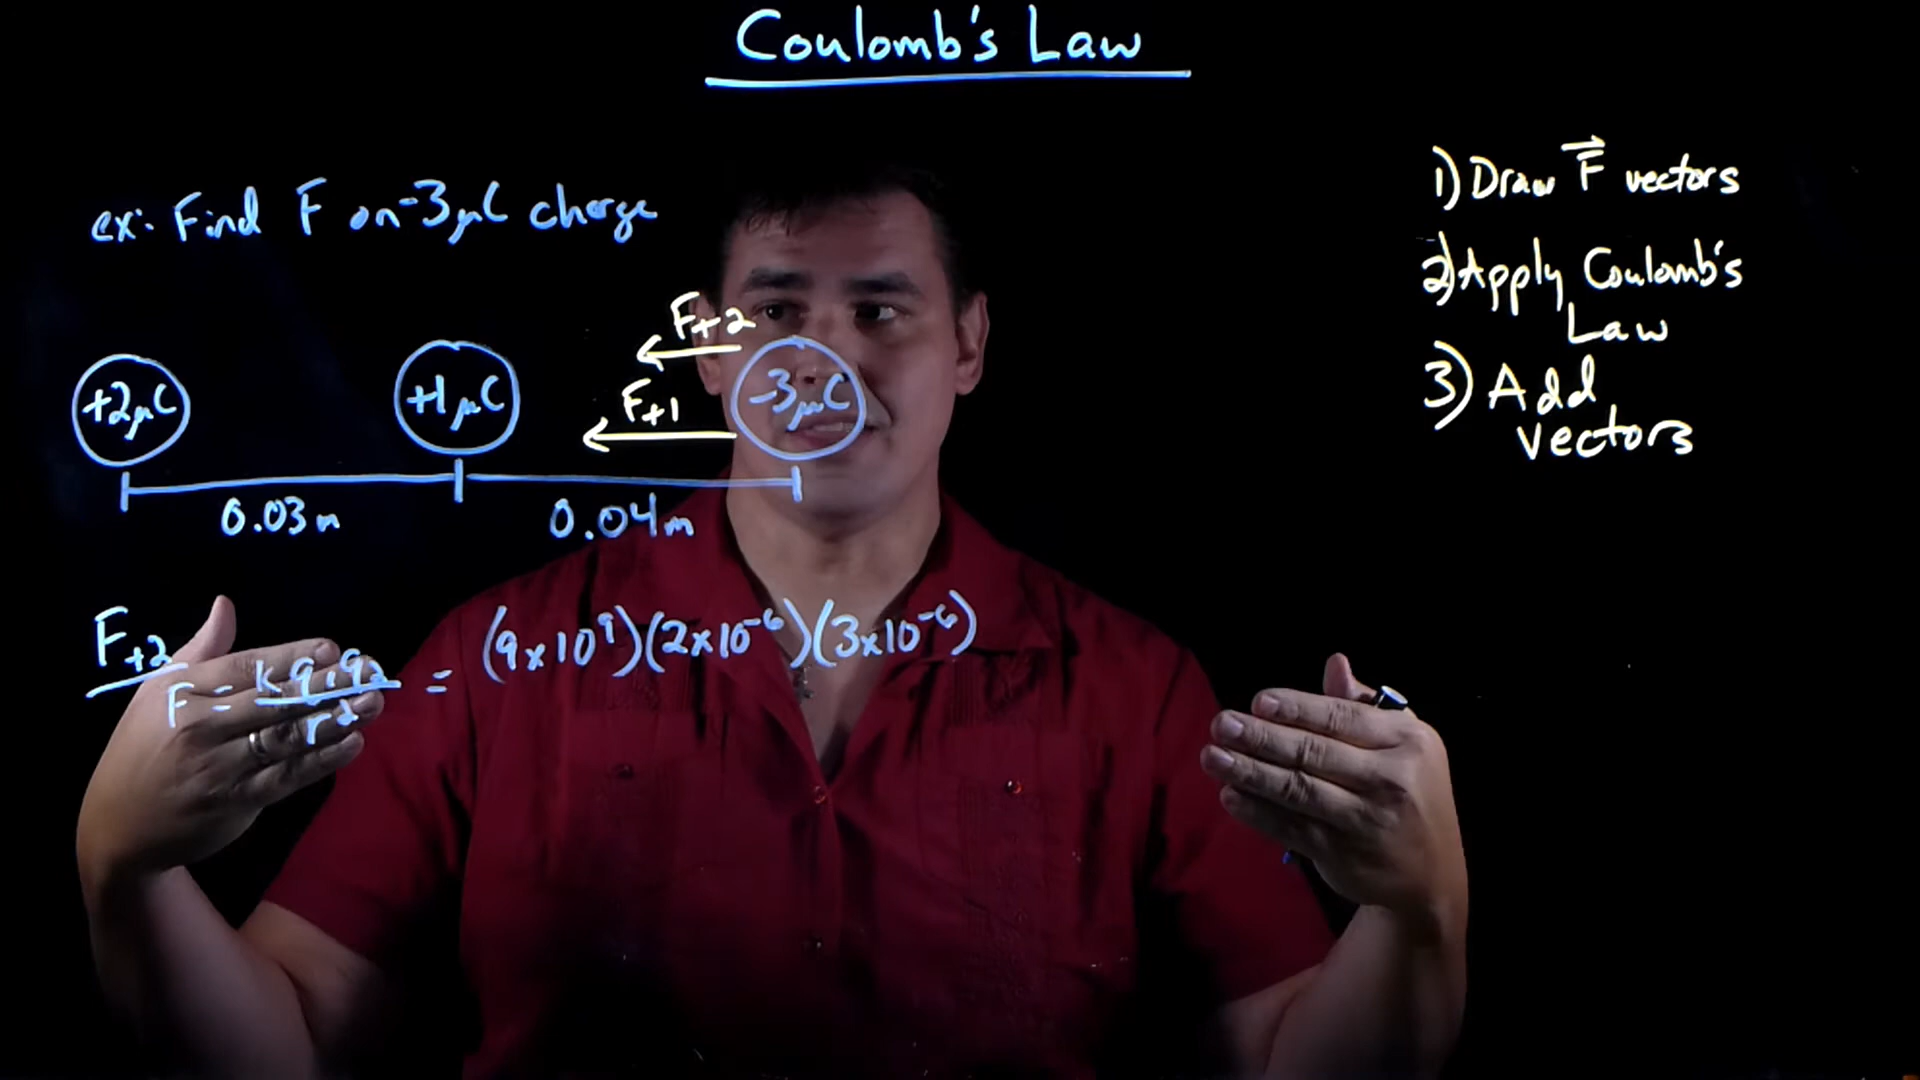 Coulomb's Law
ex: Find F on -3μC charge
1) Draw F⃗ vectors
2) Apply Coulomb's
Law
3) Add
vectors
F+2
F+1
+2μC
+1μC
-3μC
0.03m
0.04m
F+2
F = kq1q2/r² = (9x10⁹)(2x10⁻⁶)(3x10⁻⁶)